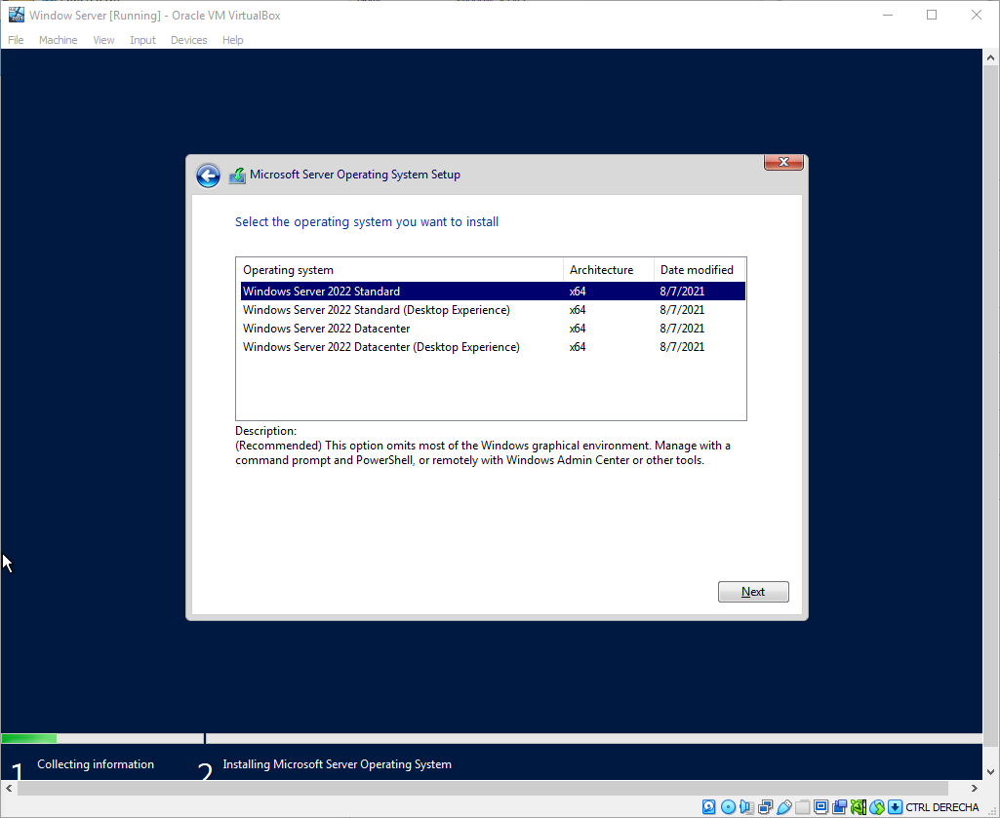 Window Server [Running] - Oracle VM VirtualBox
File Machine View Input Devices Help
Microsoft Server Operating System Setup
Select the operating system you want to install
Operating system Architecture Date modified
Windows Server 2022 Standard x64 8/7/2021
Windows Server 2022 Standard (Desktop Experience) x64 8/7/2021
Windows Server 2022 Datacenter x64 8/7/2021
Windows Server 2022 Datacenter (Desktop Experience) x64 8/7/2021
Description:
(Recommended) This option omits most of the Windows graphical environment. Manage with a
command prompt and PowerShell, or remotely with Windows Admin Center or other tools.
Next
1 Collecting information 2 Installing Microsoft Server Operating System
CTRL DERECHA